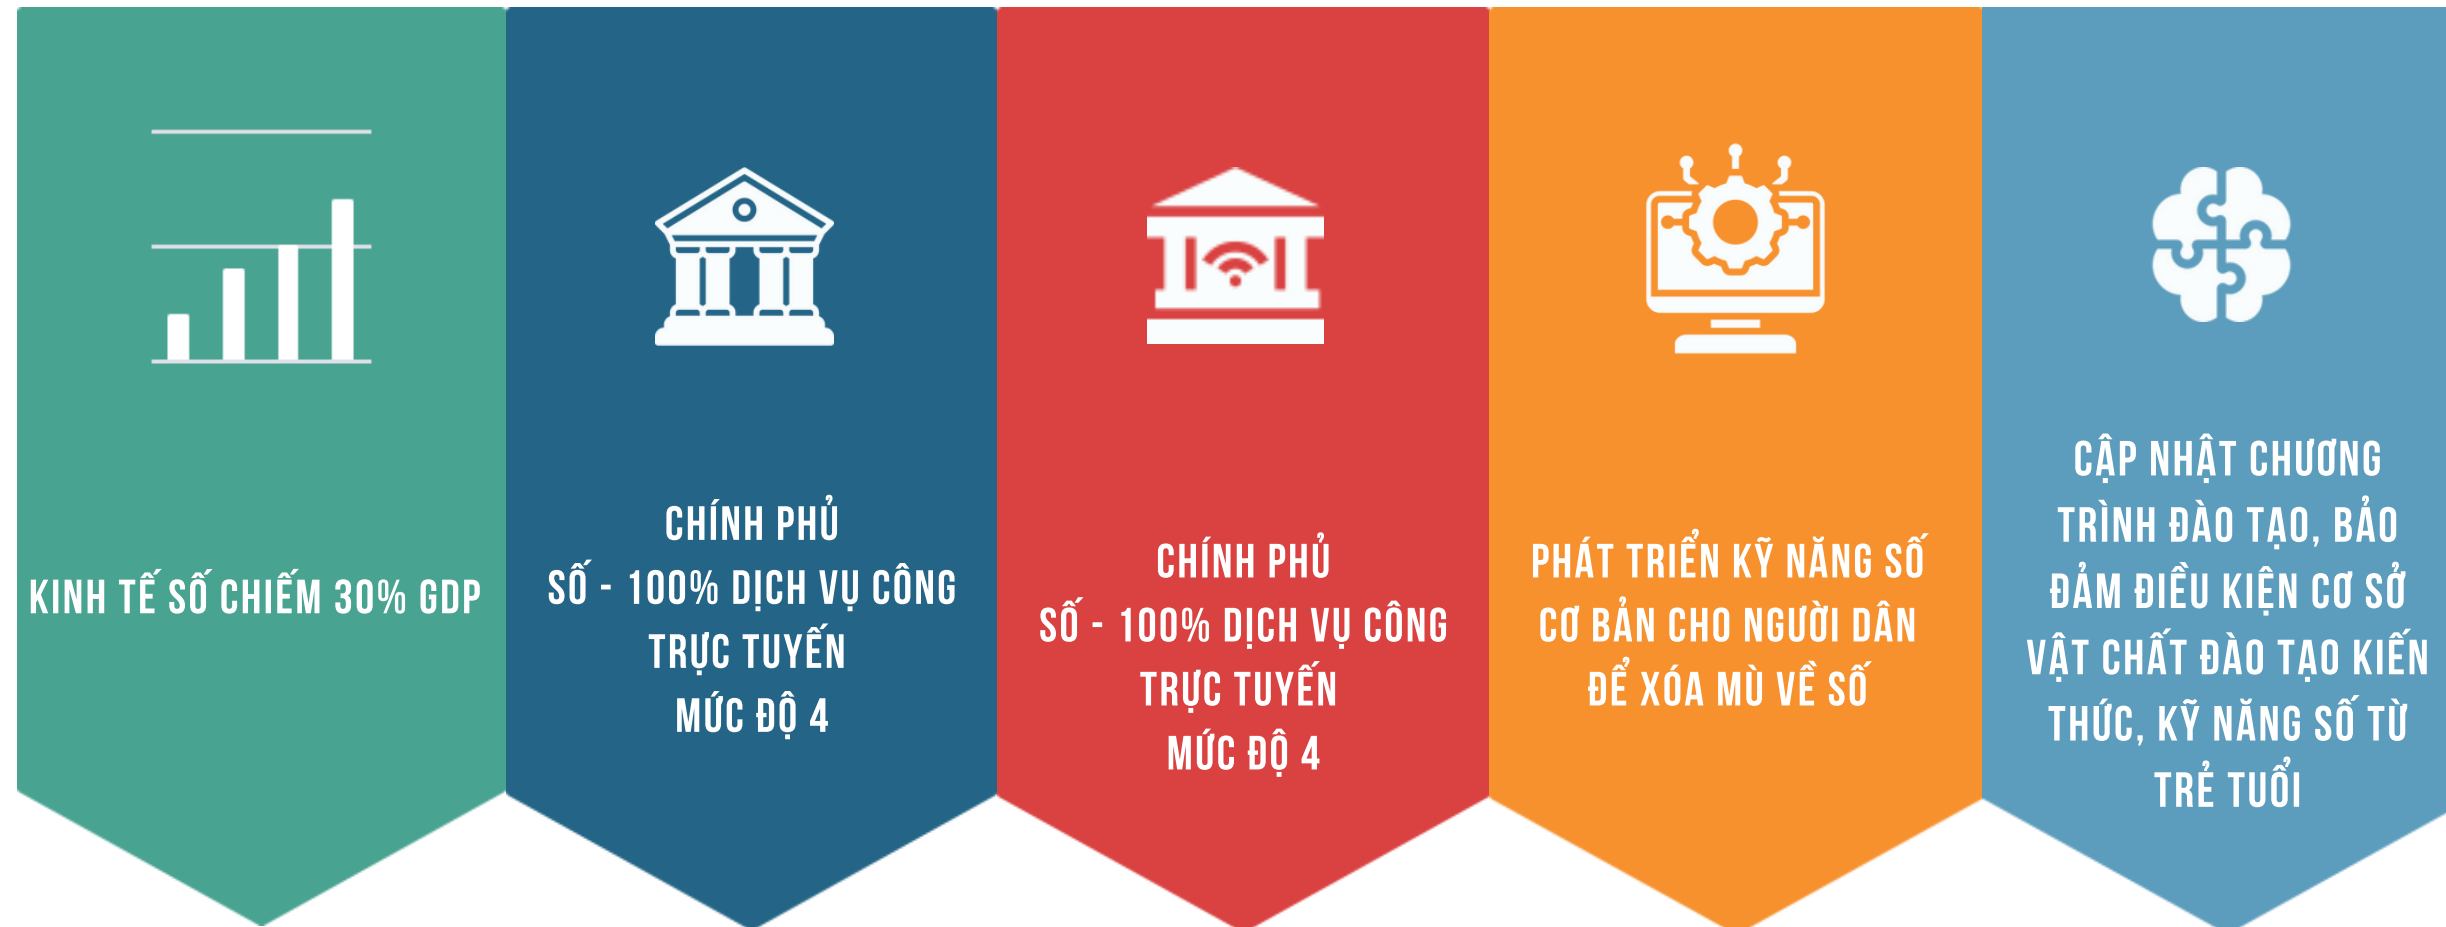 KINH TẾ SỐ CHIẾM 30% GDP
CHÍNH PHỦ
SỐ - 100% DỊCH VỤ CÔNG
TRỰC TUYẾN
MỨC ĐỘ 4
CHÍNH PHỦ
SỐ - 100% DỊCH VỤ CÔNG
TRỰC TUYẾN
MỨC ĐỘ 4
PHÁT TRIỂN KỸ NĂNG SỐ
CƠ BẢN CHO NGƯỜI DÂN
ĐỂ XÓA MÙ VỀ SỐ
CẬP NHẬT CHƯƠNG
TRÌNH ĐÀO TẠO, BẢO
ĐẢM ĐIỀU KIỆN CƠ SỞ
VẬT CHẤT ĐÀO TẠO KIẾN
THỨC, KỸ NĂNG SỐ TỪ
TRẺ TUỔI